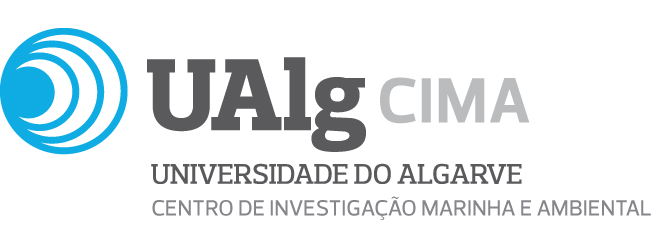 UAlg CIMA
UNIVERSIDADE DO ALGARVE
CENTRO DE INVESTIGAÇÃO MARINHA E AMBIENTAL